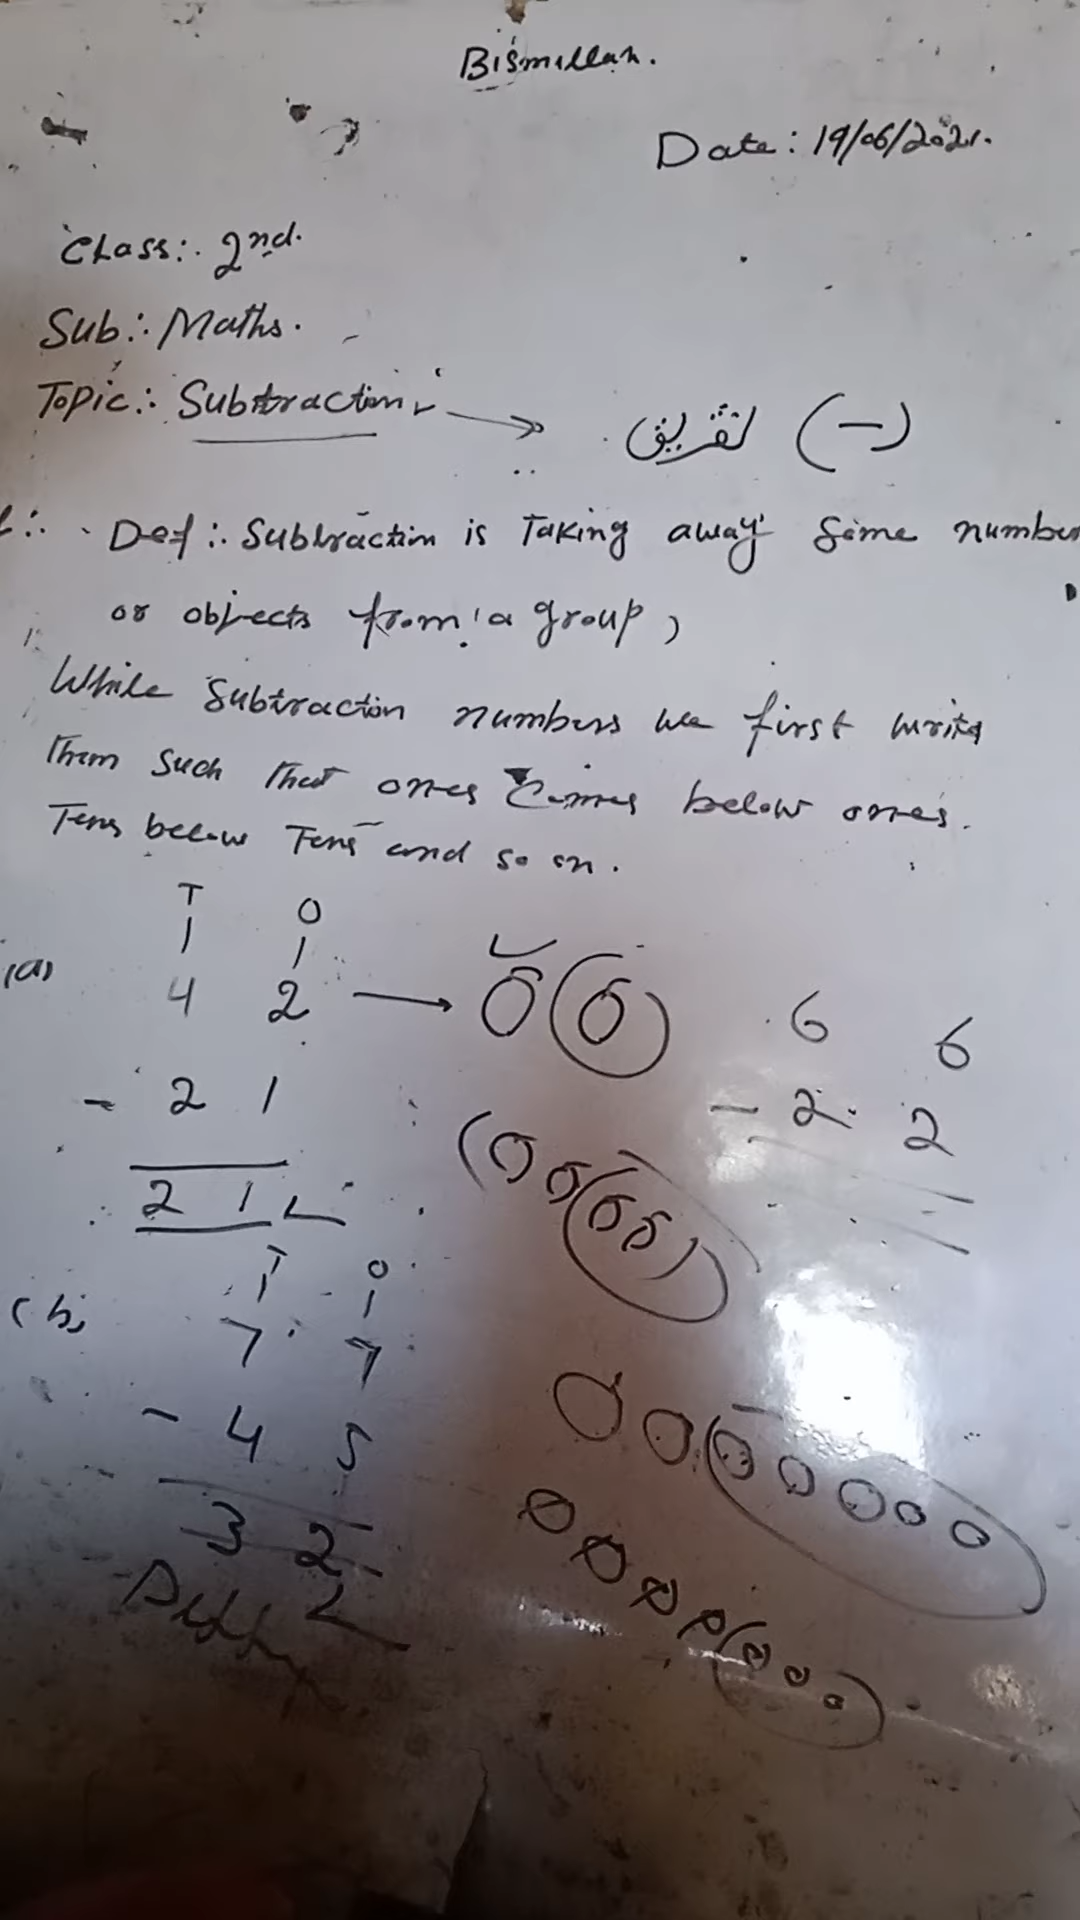 Bismillah.
Date: 19/06/2021.
Class:. 2nd.
Sub:. Maths.
Topic:. Subtraction → تفریق (-)
Def:. Subtraction is Taking away Some number
or objects from a group,
While Subtraction numbers we first write
Them Such That ones Comes below ones.
Tens below Tens and so on.
T O
(a) 4 2 →
- 2 1
2 1
6 6
- 2 2
T O
(b) 7 7
- 4 5
3 2